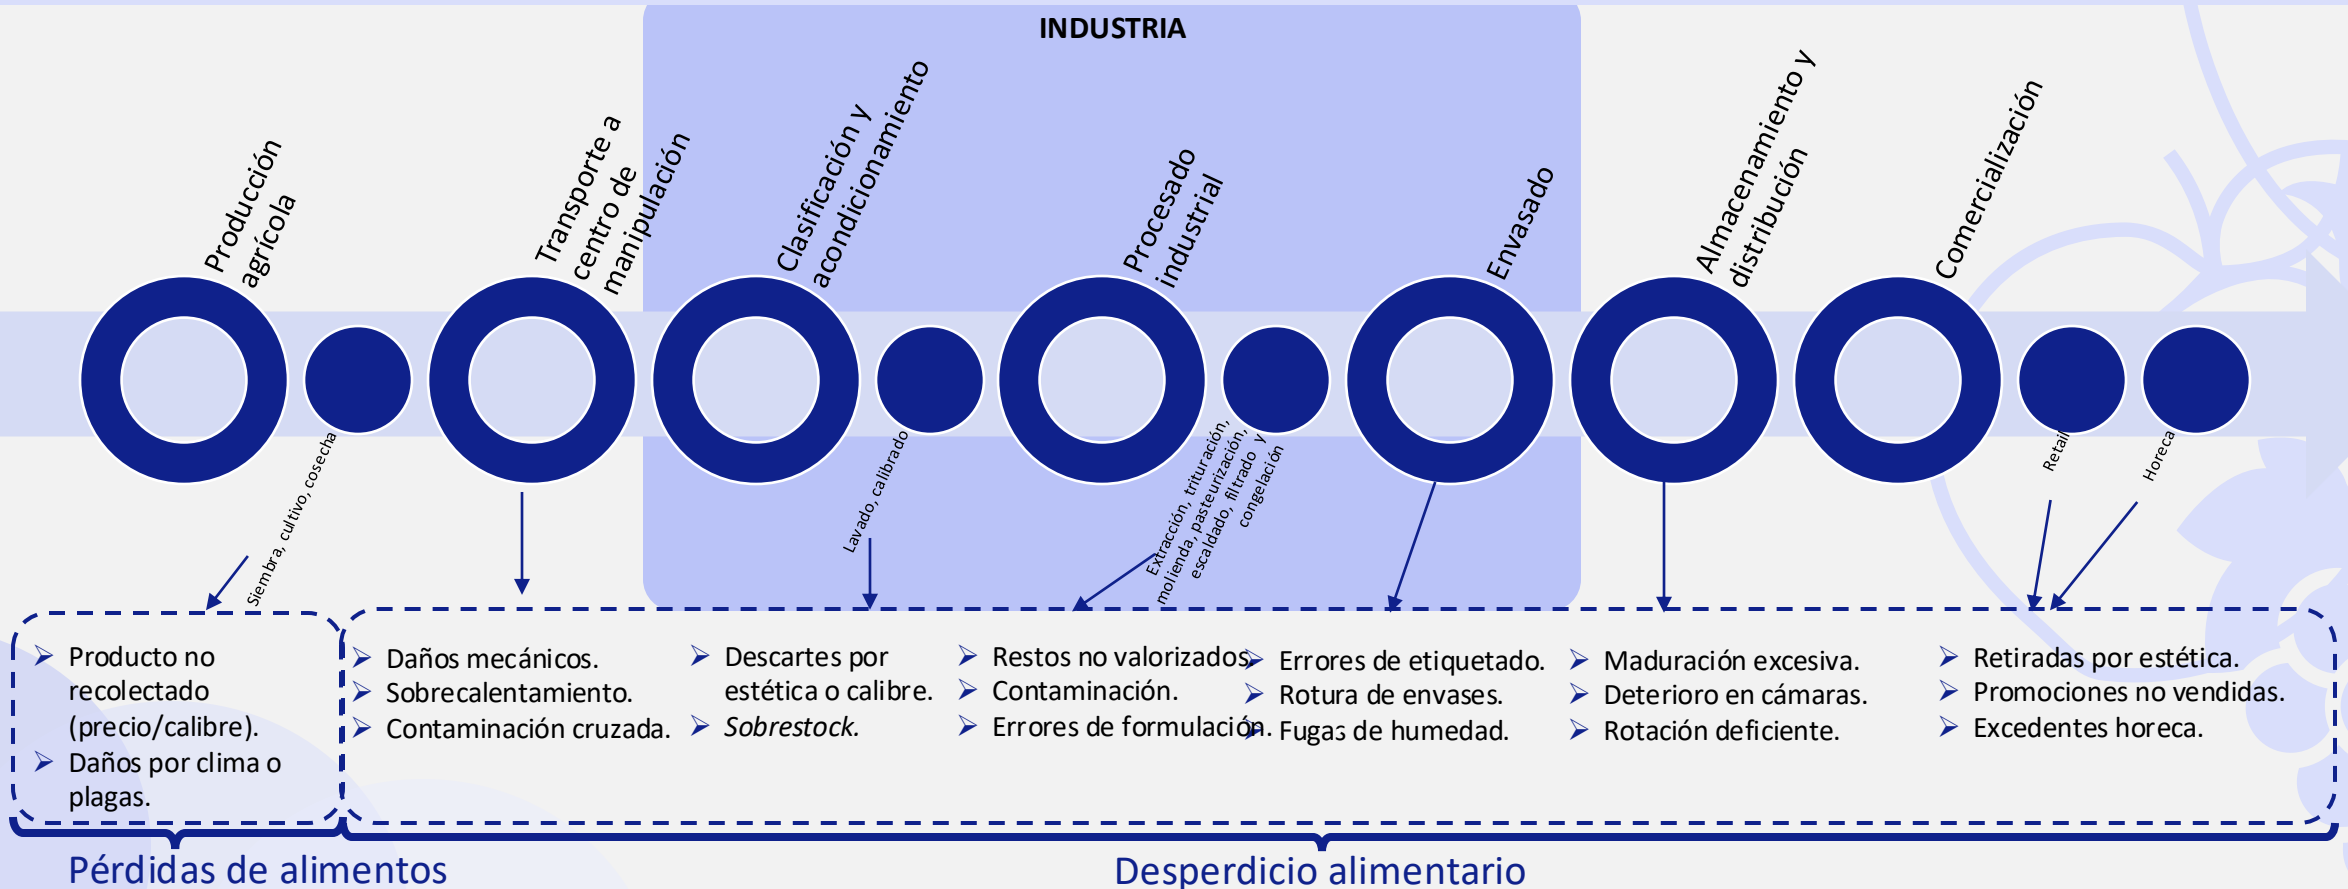 INDUSTRIA
Producción
agrícola
Transporte a
centro de
manipulación
Clasificación y
acondicionamiento
Procesado
industrial
Envasado
Almacenamiento y
distribución
Comercialización
Siembra, cultivo, cosecha
Lavado, calibrado
Extracción, trituración,
molienda, pasteurización,
escaldado, filtrado y
congelación
Retail
Horeca
Producto no
recolectado
(precio/calibre).
Daños por clima o
plagas.
Daños mecánicos.
Sobrecalentamiento.
Contaminación cruzada.
Descartes por
estética o calibre.
Sobrestock.
Restos no valorizados.
Contaminación.
Errores de formulación.
Errores de etiquetado.
Rotura de envases.
Fugas de humedad.
Maduración excesiva.
Deterioro en cámaras.
Rotación deficiente.
Retiradas por estética.
Promociones no vendidas.
Excedentes horeca.
Pérdidas de alimentos
Desperdicio alimentario